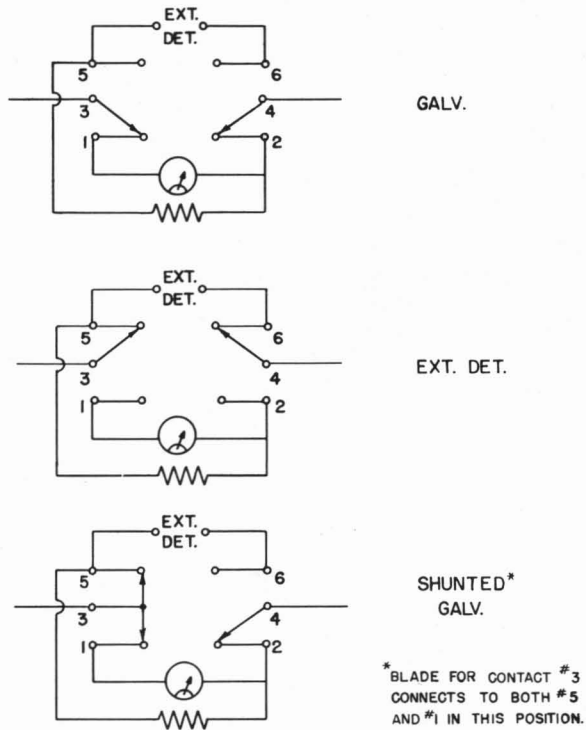 EXT.
DET.
5 6
3 4
1 2
GALV.
EXT.
DET.
5 6
3 4
1 2
EXT. DET.
EXT.
DET.
5 6
3 4
1 2
SHUNTED*
GALV.
*BLADE FOR CONTACT #3
CONNECTS TO BOTH #5
AND #1 IN THIS POSITION.